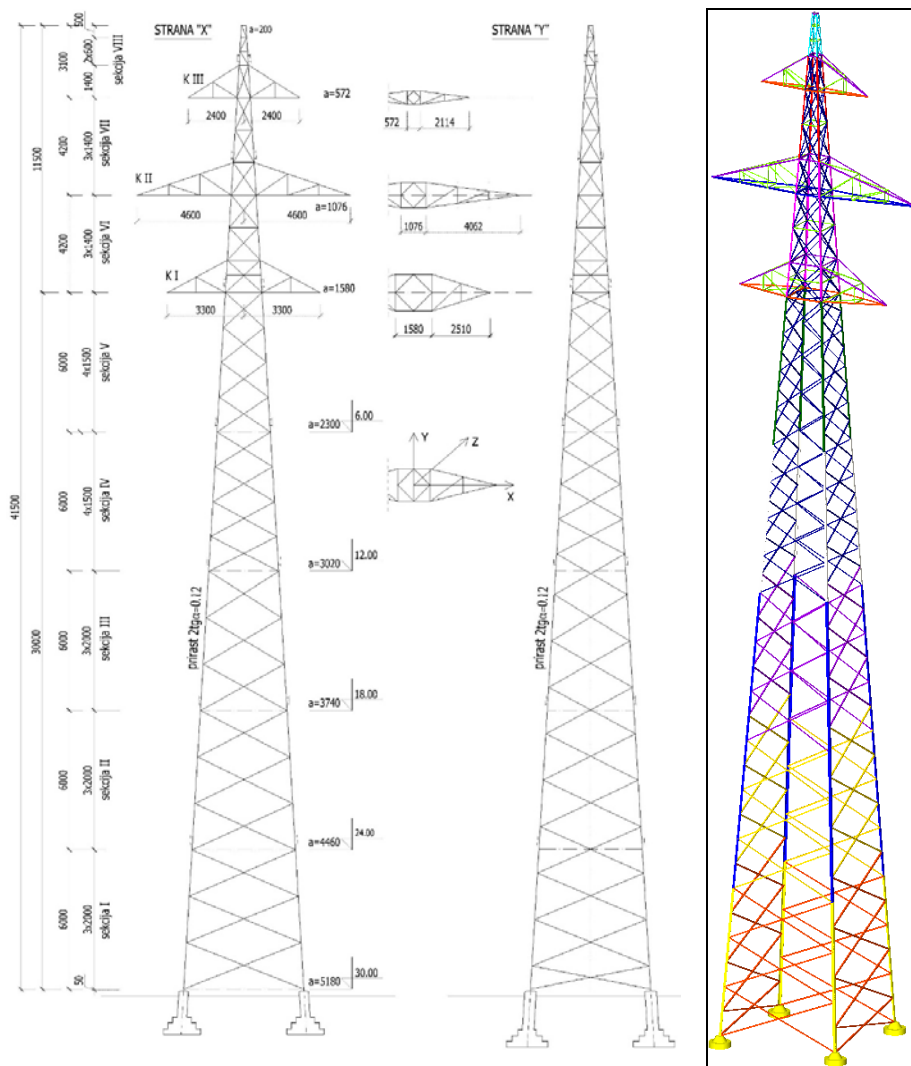 STRANA "X"
STRANA "Y"
a=200
500
3100
2x600
1400
sekcija VIII
K III
a=572
2400
2400
572
2114
11500
4200
3x1400
sekcija VII
K II
a=1076
4600
4600
1076
4062
4200
3x1400
sekcija VI
K I
a=1580
3300
3300
1580
2510
6000
4x1500
sekcija V
6.00
a=2300
Y
Z
X
41500
6000
4x1500
sekcija IV
12.00
a=3020
30000
6000
3x2000
sekcija III
prirast 2tgα=0.12
prirast 2tgα=0.12
18.00
a=3740
6000
3x2000
sekcija II
24.00
a=4460
6000
3x2000
sekcija I
30.00
a=5180
50